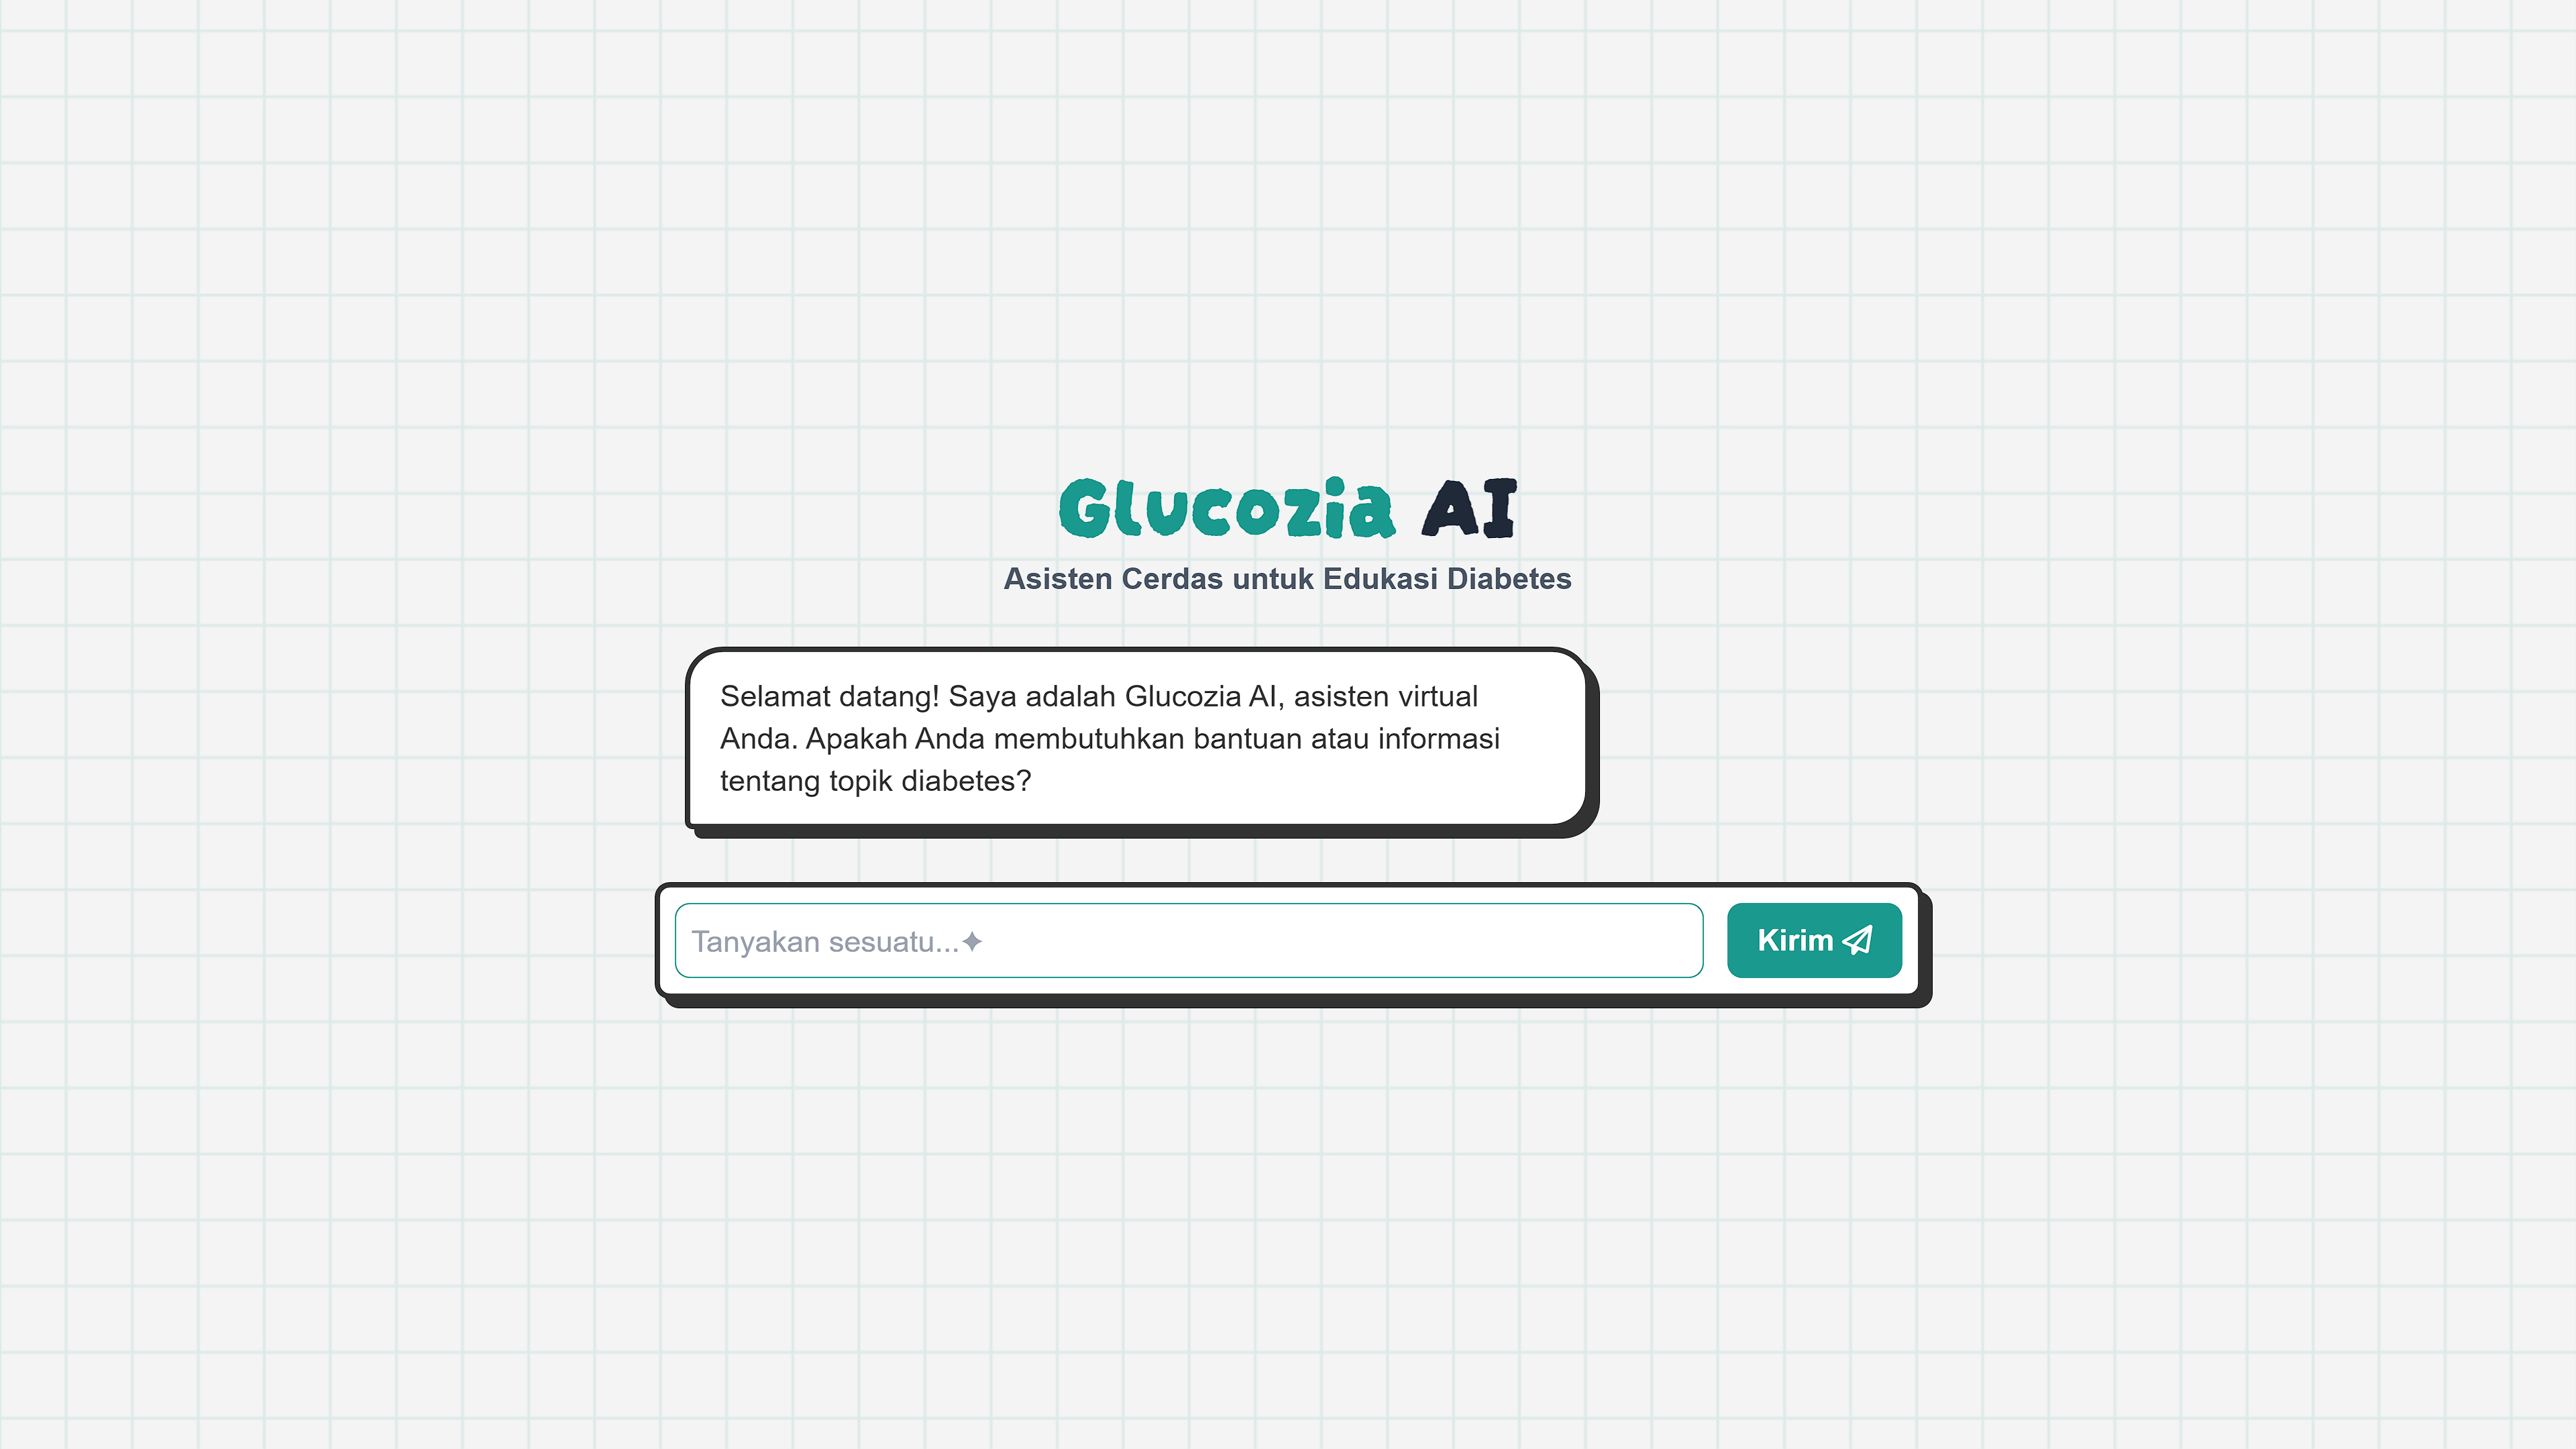 Glucozia AI
Asisten Cerdas untuk Edukasi Diabetes
Selamat datang! Saya adalah Glucozia AI, asisten virtual
Anda. Apakah Anda membutuhkan bantuan atau informasi
tentang topik diabetes?
Tanyakan sesuatu...✦
Kirim